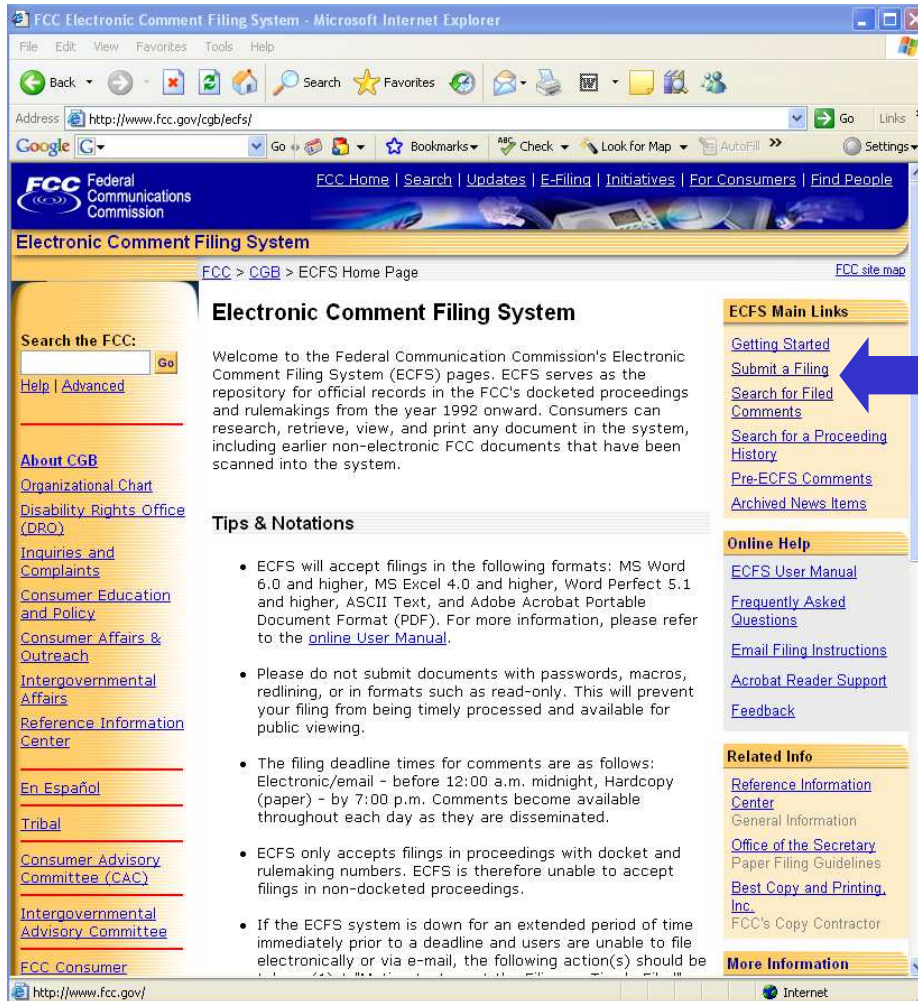 FCC Electronic Comment Filing System - Microsoft Internet Explorer
File Edit View Favorites Tools Help
Back Search Favorites
Address http://www.fcc.gov/cgb/ecfs/ Go Links
Google G Go Bookmarks ABC Check Look for Map AutoFill Settings
FCC Federal Communications Commission
FCC Home | Search | Updates | E-Filing | Initiatives | For Consumers | Find People
Electronic Comment Filing System
FCC > CGB > ECFS Home Page
FCC site map
Search the FCC:
Go
Help | Advanced
About CGB
Organizational Chart
Disability Rights Office
(DRO)
Inquiries and
Complaints
Consumer Education
and Policy
Consumer Affairs &
Outreach
Intergovernmental
Affairs
Reference Information
Center
En Español
Tribal
Consumer Advisory
Committee (CAC)
Intergovernmental
Advisory Committee
FCC Consumer
Electronic Comment Filing System
Welcome to the Federal Communication Commission's Electronic
Comment Filing System (ECFS) pages. ECFS serves as the
repository for official records in the FCC's docketed proceedings
and rulemakings from the year 1992 onward. Consumers can
research, retrieve, view, and print any document in the system,
including earlier non-electronic FCC documents that have been
scanned into the system.
Tips & Notations
• ECFS will accept filings in the following formats: MS Word
6.0 and higher, MS Excel 4.0 and higher, Word Perfect 5.1
and higher, ASCII Text, and Adobe Acrobat Portable
Document Format (PDF). For more information, please refer
to the online User Manual.
• Please do not submit documents with passwords, macros,
redlining, or in formats such as read-only. This will prevent
your filing from being timely processed and available for
public viewing.
• The filing deadline times for comments are as follows:
Electronic/email - before 12:00 a.m. midnight, Hardcopy
(paper) - by 7:00 p.m. Comments become available
throughout each day as they are disseminated.
• ECFS only accepts filings in proceedings with docket and
rulemaking numbers. ECFS is therefore unable to accept
filings in non-docketed proceedings.
• If the ECFS system is down for an extended period of time
immediately prior to a deadline and users are unable to file
electronically or via e-mail, the following action(s) should be
ECFS Main Links
Getting Started
Submit a Filing
Search for Filed
Comments
Search for a Proceeding
History
Pre-ECFS Comments
Archived News Items
Online Help
ECFS User Manual
Frequently Asked
Questions
Email Filing Instructions
Acrobat Reader Support
Feedback
Related Info
Reference Information
Center
General Information
Office of the Secretary
Paper Filing Guidelines
Best Copy and Printing,
Inc.
FCC's Copy Contractor
More Information
http://www.fcc.gov/ Internet